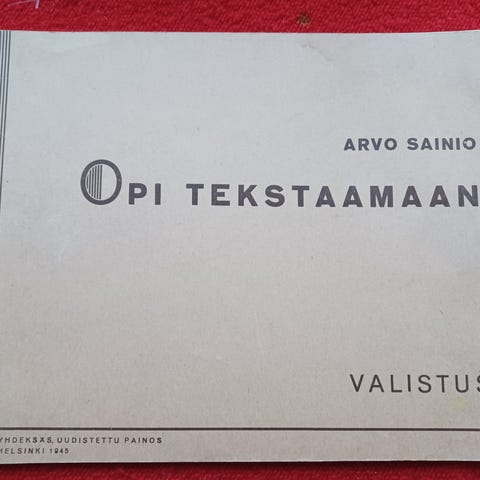 ARVO SAINIO
OPI TEKSTAAMAAN
VALISTUS
YHDEKSÄS, UUDISTETTU PAINOS
HELSINKI 1945